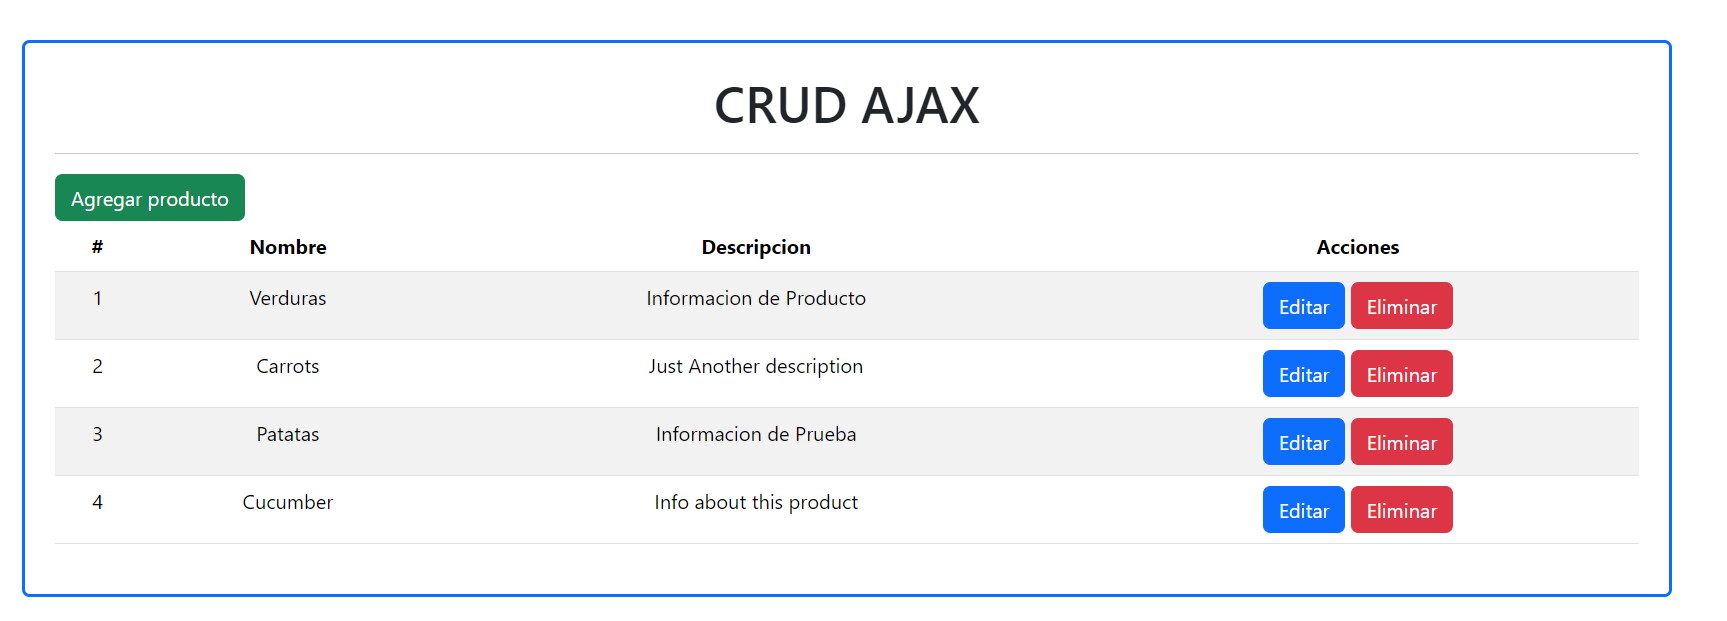 CRUD AJAX
Agregar producto
# Nombre Descripcion Acciones
1 Verduras Informacion de Producto Editar Eliminar
2 Carrots Just Another description Editar Eliminar
3 Patatas Informacion de Prueba Editar Eliminar
4 Cucumber Info about this product Editar Eliminar